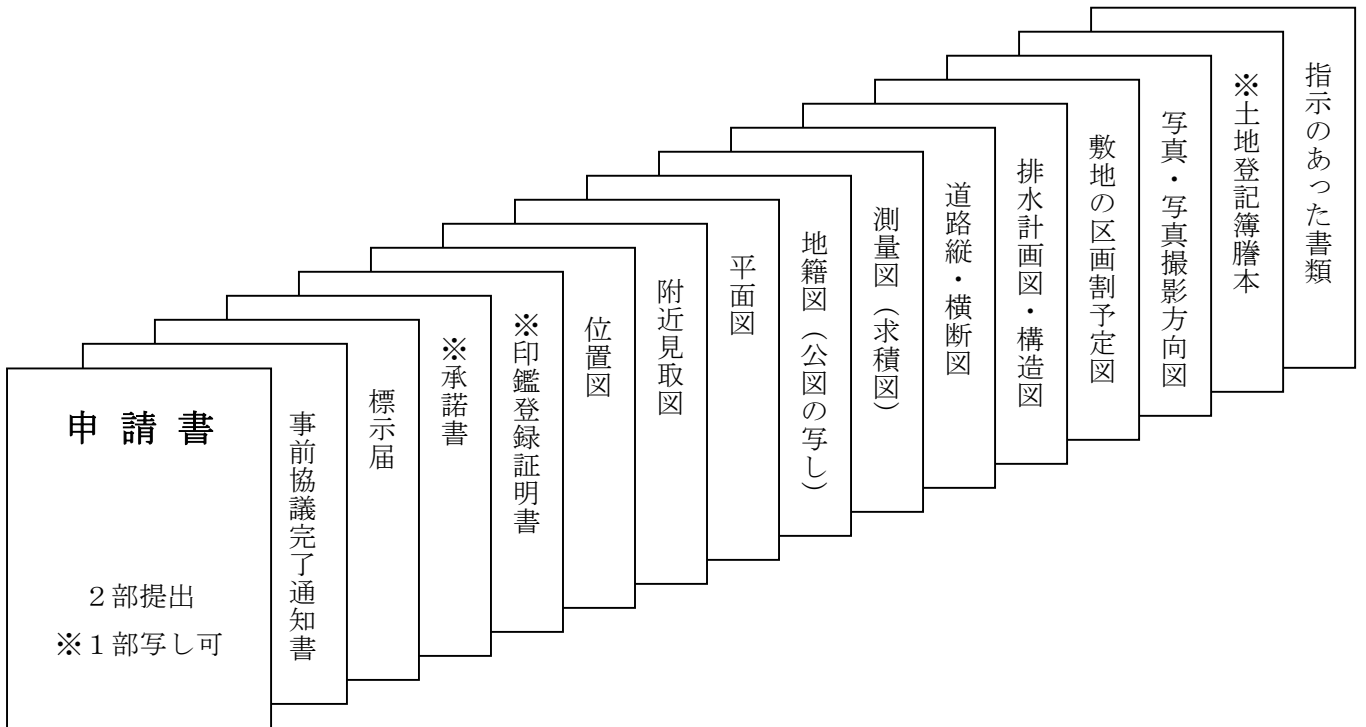 申請書
２部提出
※１部写し可
事前協議完了通知書
標示届
※承諾書
※印鑑登録証明書
位置図
附近見取図
平面図
地籍図（公図の写し）
測量図（求積図）
道路縦・横断図
排水計画図・構造図
敷地の区画割予定図
写真・写真撮影方向図
※土地登記簿謄本
指示のあった書類